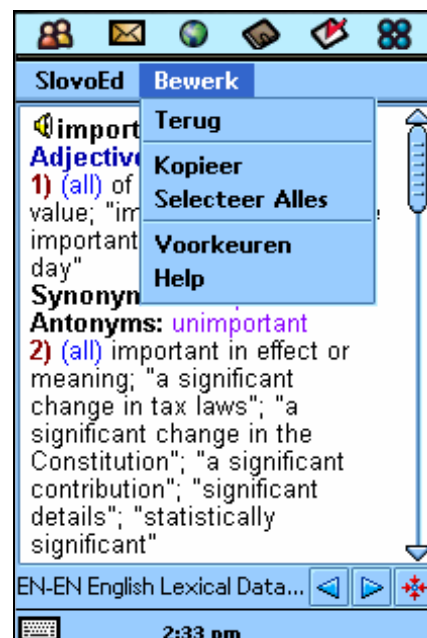 SlovoEd Bewerk
Terug
Kopieer
Selecteer Alles
Voorkeuren
Help
import
Adjective
1) (all) of
value; "im
important
day"
Synonym
Antonyms: unimportant
2) (all) important in effect or
meaning; "a significant
change in tax laws"; "a
significant change in the
Constitution"; "a significant
contribution"; "significant
details"; "statistically
significant"
EN-EN English Lexical Data...
2:33 pm